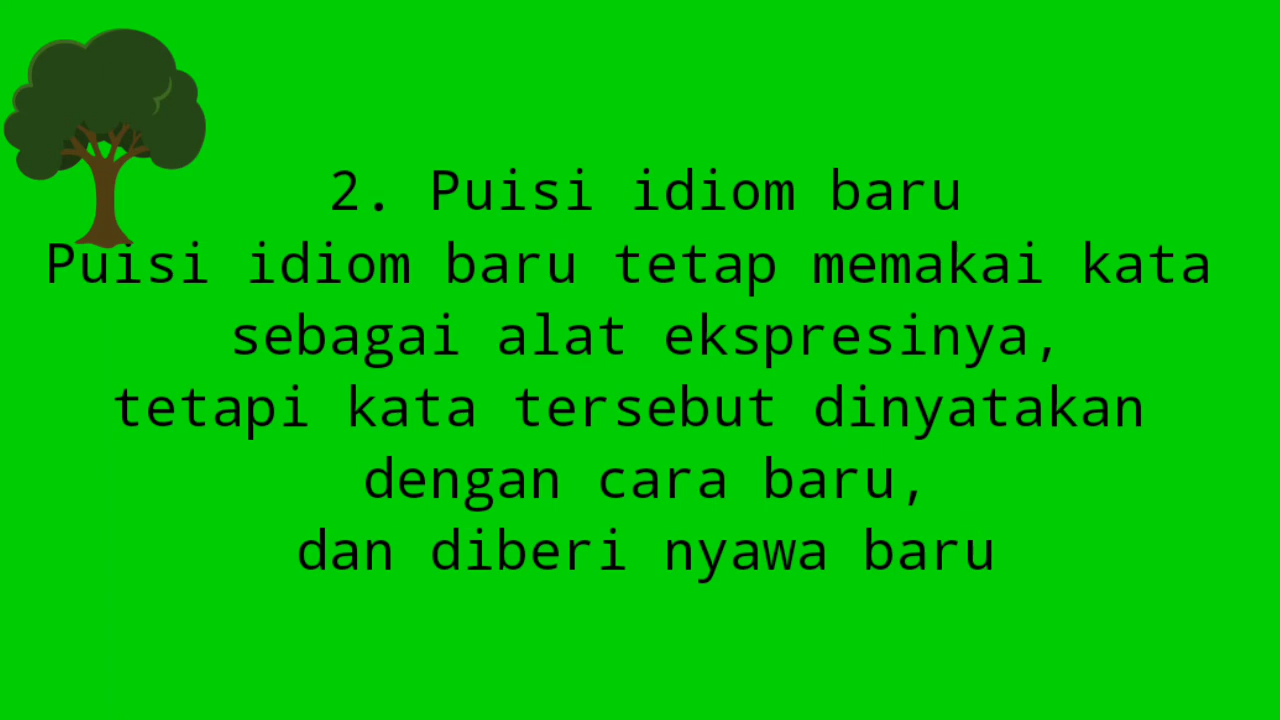 2. Puisi idiom baru
Puisi idiom baru tetap memakai kata
sebagai alat ekspresinya,
tetapi kata tersebut dinyatakan
dengan cara baru,
dan diberi nyawa baru